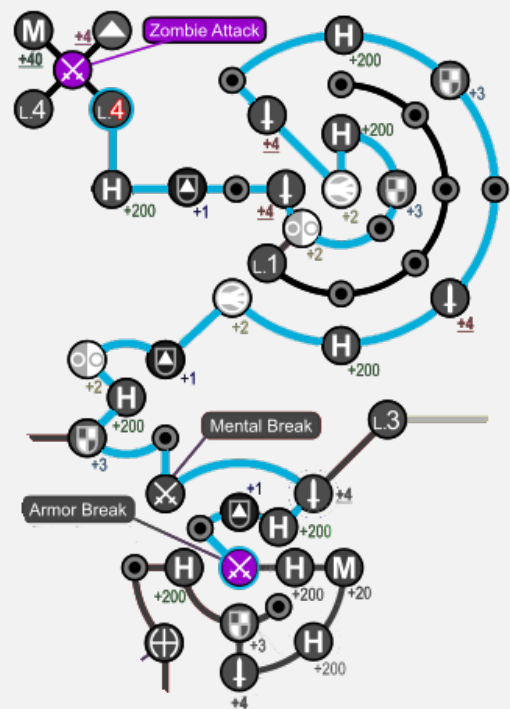 M +4 Zombie Attack H
+40 +200
+3
L.4 L.4 +4 H +200
H +200 +1 +4 +2 +3
+2
L.1
+2 +4
H
+2 +1 +200
H
+200
+3 Mental Break L.3
+1 +4
Armor Break H +200
H H M
+200 +200 +20
+3 H
+200
+4